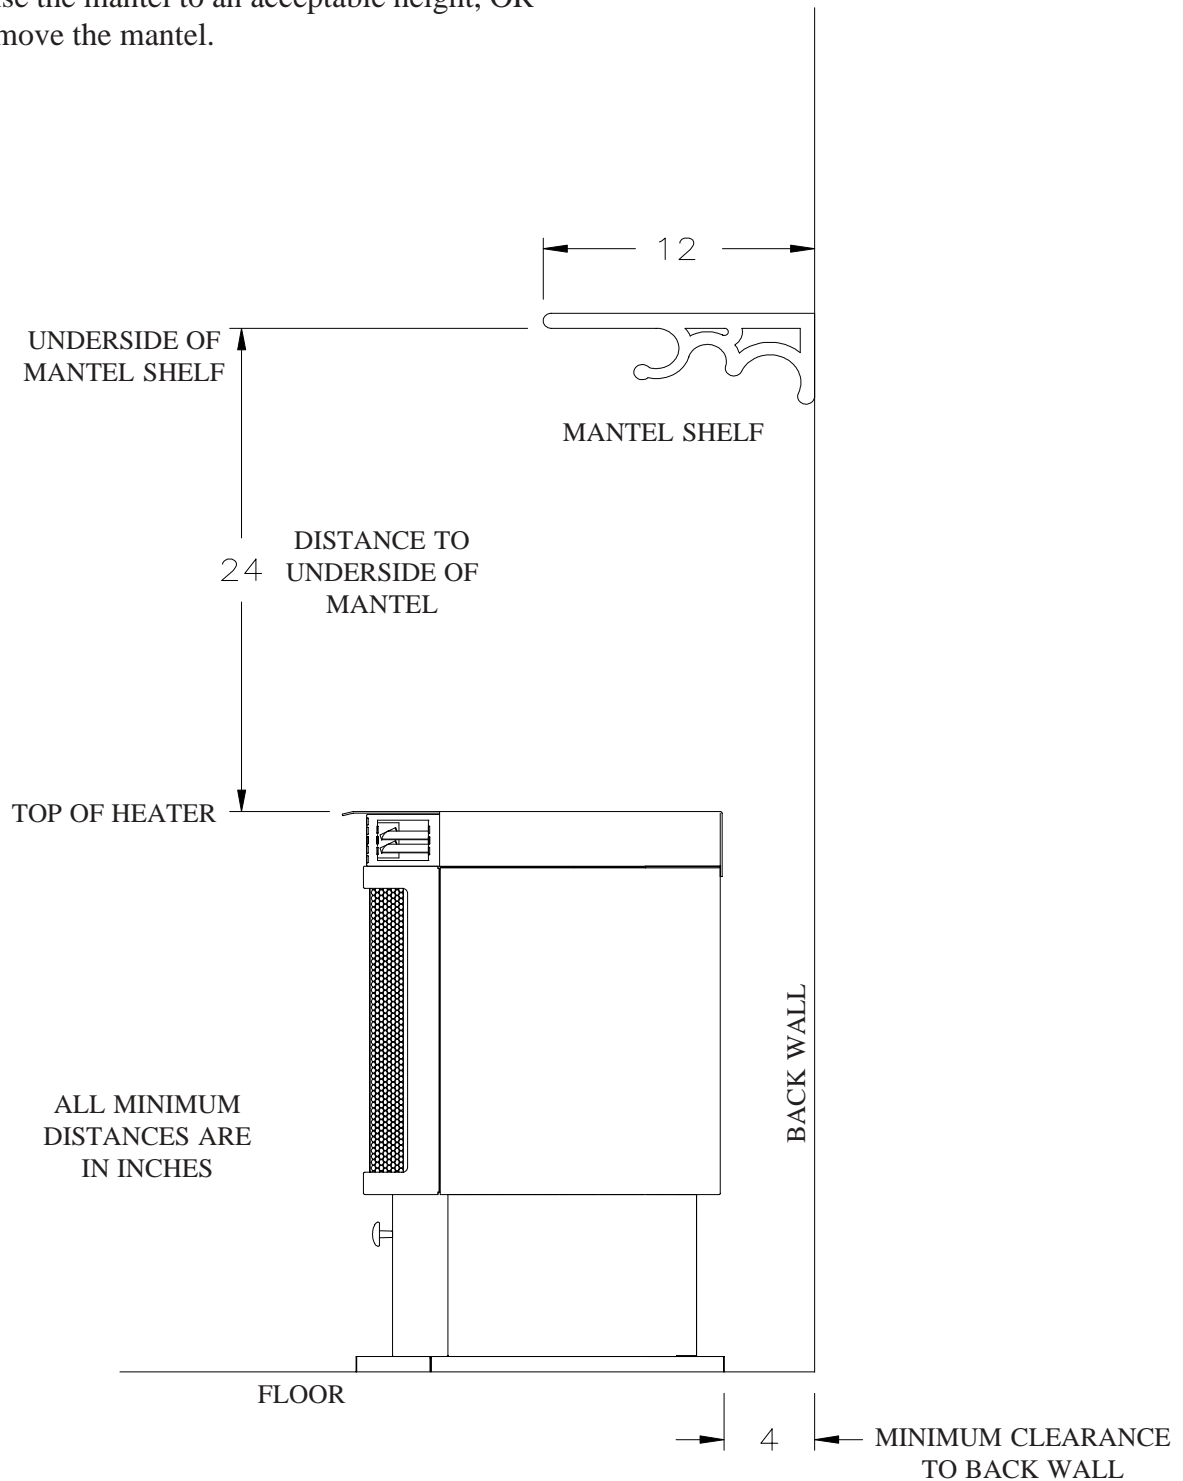 move the mantel.
the mantel to an acceptable height, OR
12
UNDERSIDE OF
MANTEL SHELF
MANTEL SHELF
24
DISTANCE TO
UNDERSIDE OF
MANTEL
TOP OF HEATER
BACK WALL
ALL MINIMUM
DISTANCES ARE
IN INCHES
FLOOR
4
MINIMUM CLEARANCE
TO BACK WALL